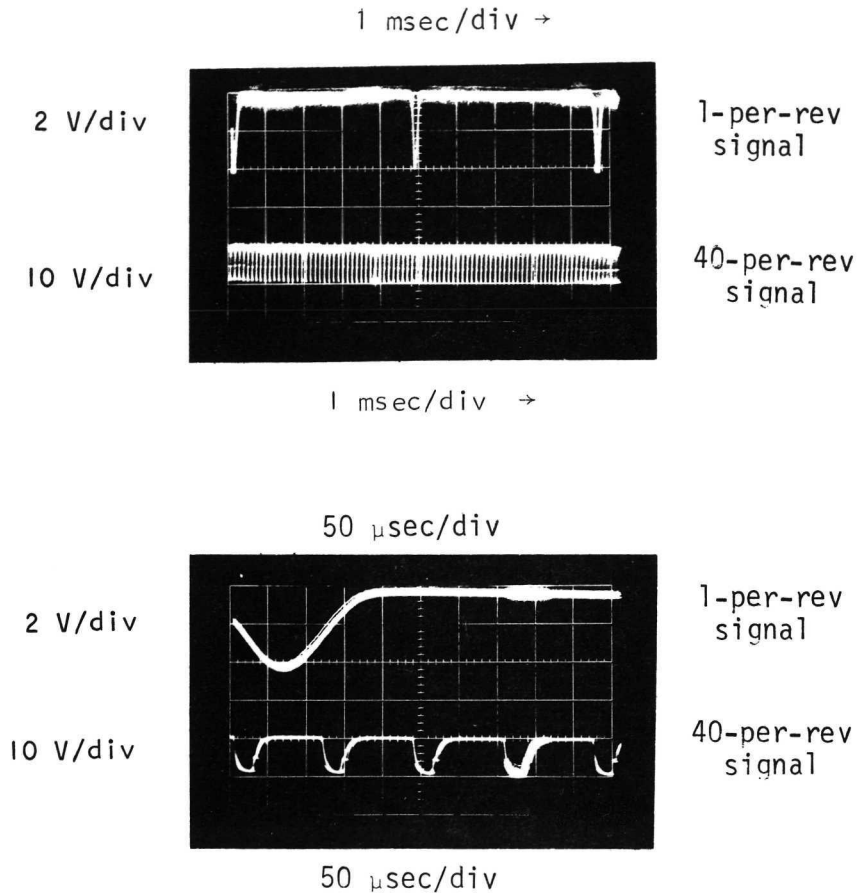 1 msec/div →
2 V/div
1-per-rev
signal
10 V/div
40-per-rev
signal
1 msec/div →
50 μsec/div
2 V/div
1-per-rev
signal
10 V/div
40-per-rev
signal
50 μsec/div